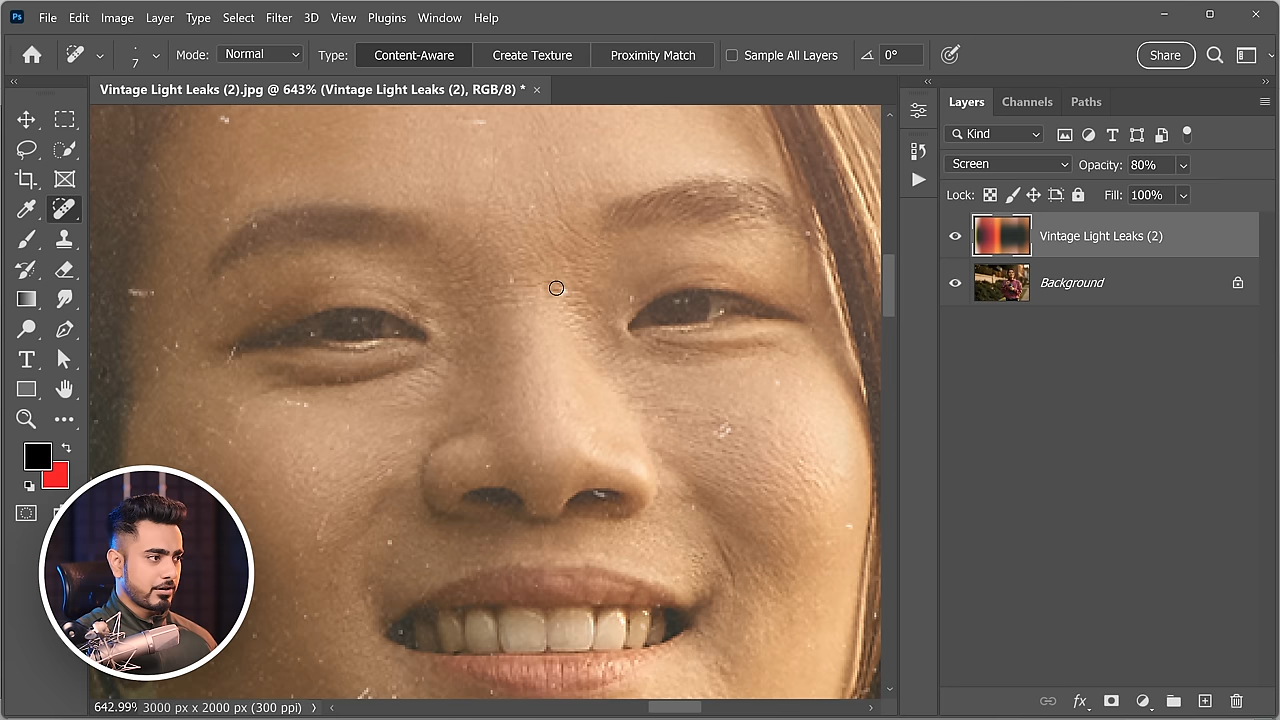 Ps File Edit Image Layer Type Select Filter 3D View Plugins Window Help
7 Mode: Normal Type: Content-Aware Create Texture Proximity Match Sample All Layers 0° Share
Vintage Light Leaks (2).jpg @ 643% (Vintage Light Leaks (2), RGB/8) *
Layers Channels Paths
Kind
Screen Opacity: 80%
Lock: Fill: 100%
Vintage Light Leaks (2)
Background
642.99% 3000 px x 2000 px (300 ppi)
fx